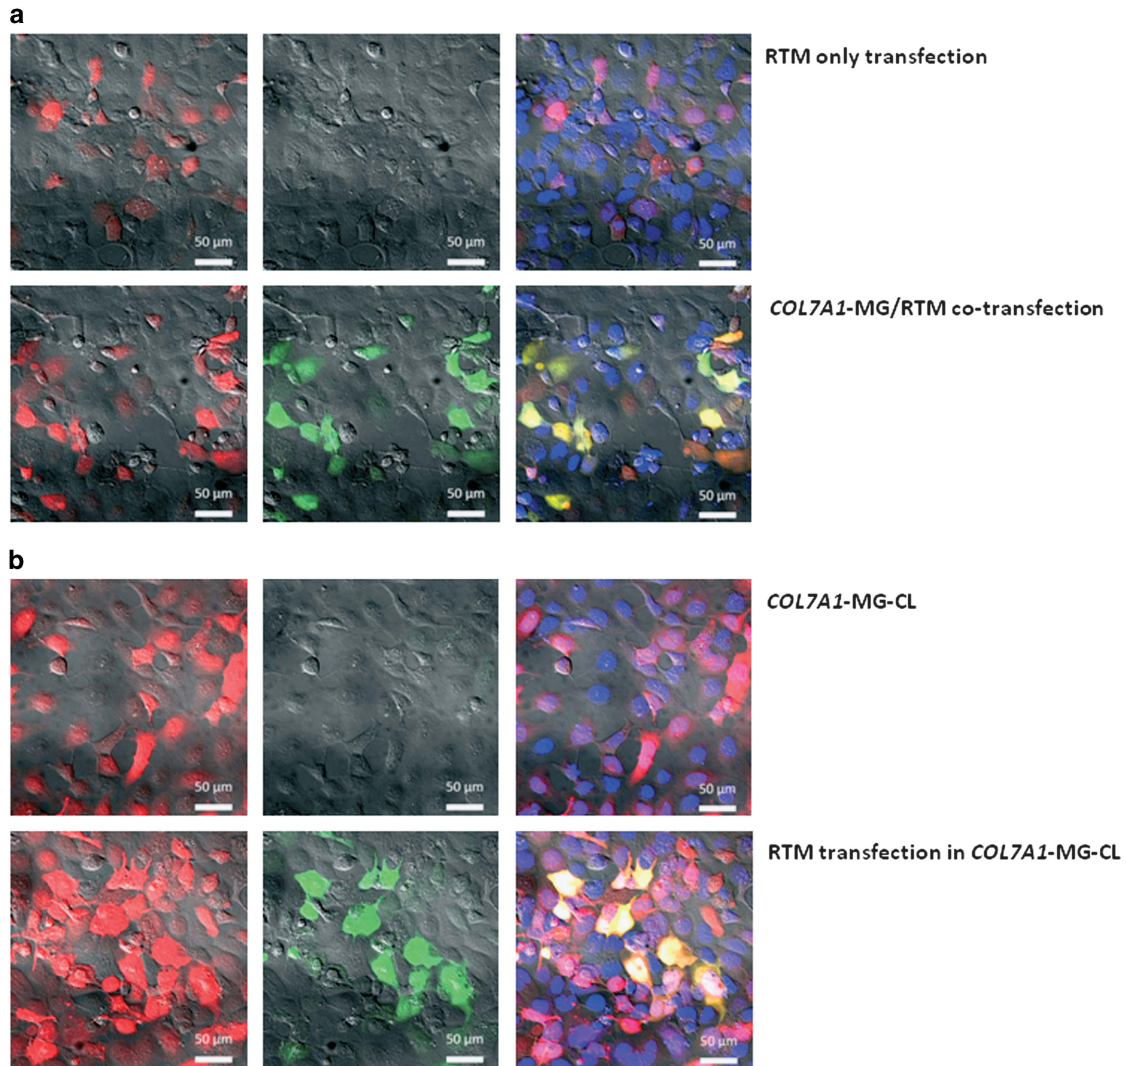 a
RTM only transfection
50 µm 50 µm 50 µm
COL7A1-MG/RTM co-transfection
50 µm 50 µm 50 µm
b
COL7A1-MG-CL
50 µm 50 µm 50 µm
RTM transfection in COL7A1-MG-CL
50 µm 50 µm 50 µm